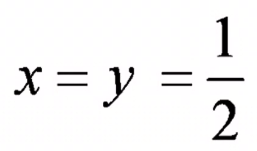 x = y = 1/2